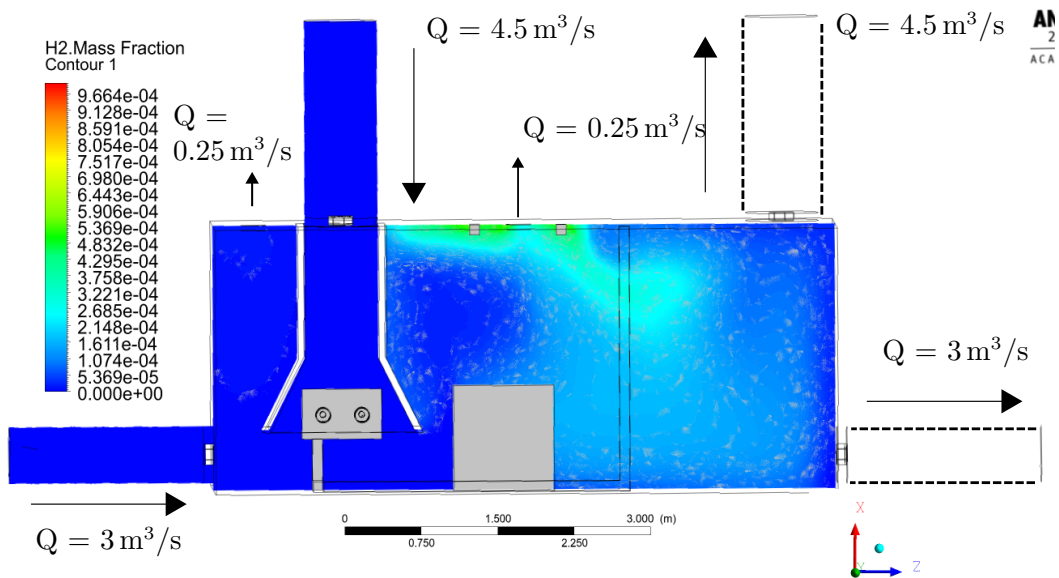 H2.Mass Fraction
Contour 1
9.664e-04
9.128e-04
8.591e-04
8.054e-04
7.517e-04
6.980e-04
6.443e-04
5.906e-04
5.369e-04
4.832e-04
4.295e-04
3.758e-04
3.221e-04
2.685e-04
2.148e-04
1.611e-04
1.074e-04
5.369e-05
0.000e+00
Q =
0.25 m³/s
Q = 4.5 m³/s
Q = 0.25 m³/s
Q = 4.5 m³/s
AN
2
ACA
Q = 3 m³/s
Q = 3 m³/s
0 1.500 3.000 (m)
0.750 2.250
X
Y
Z